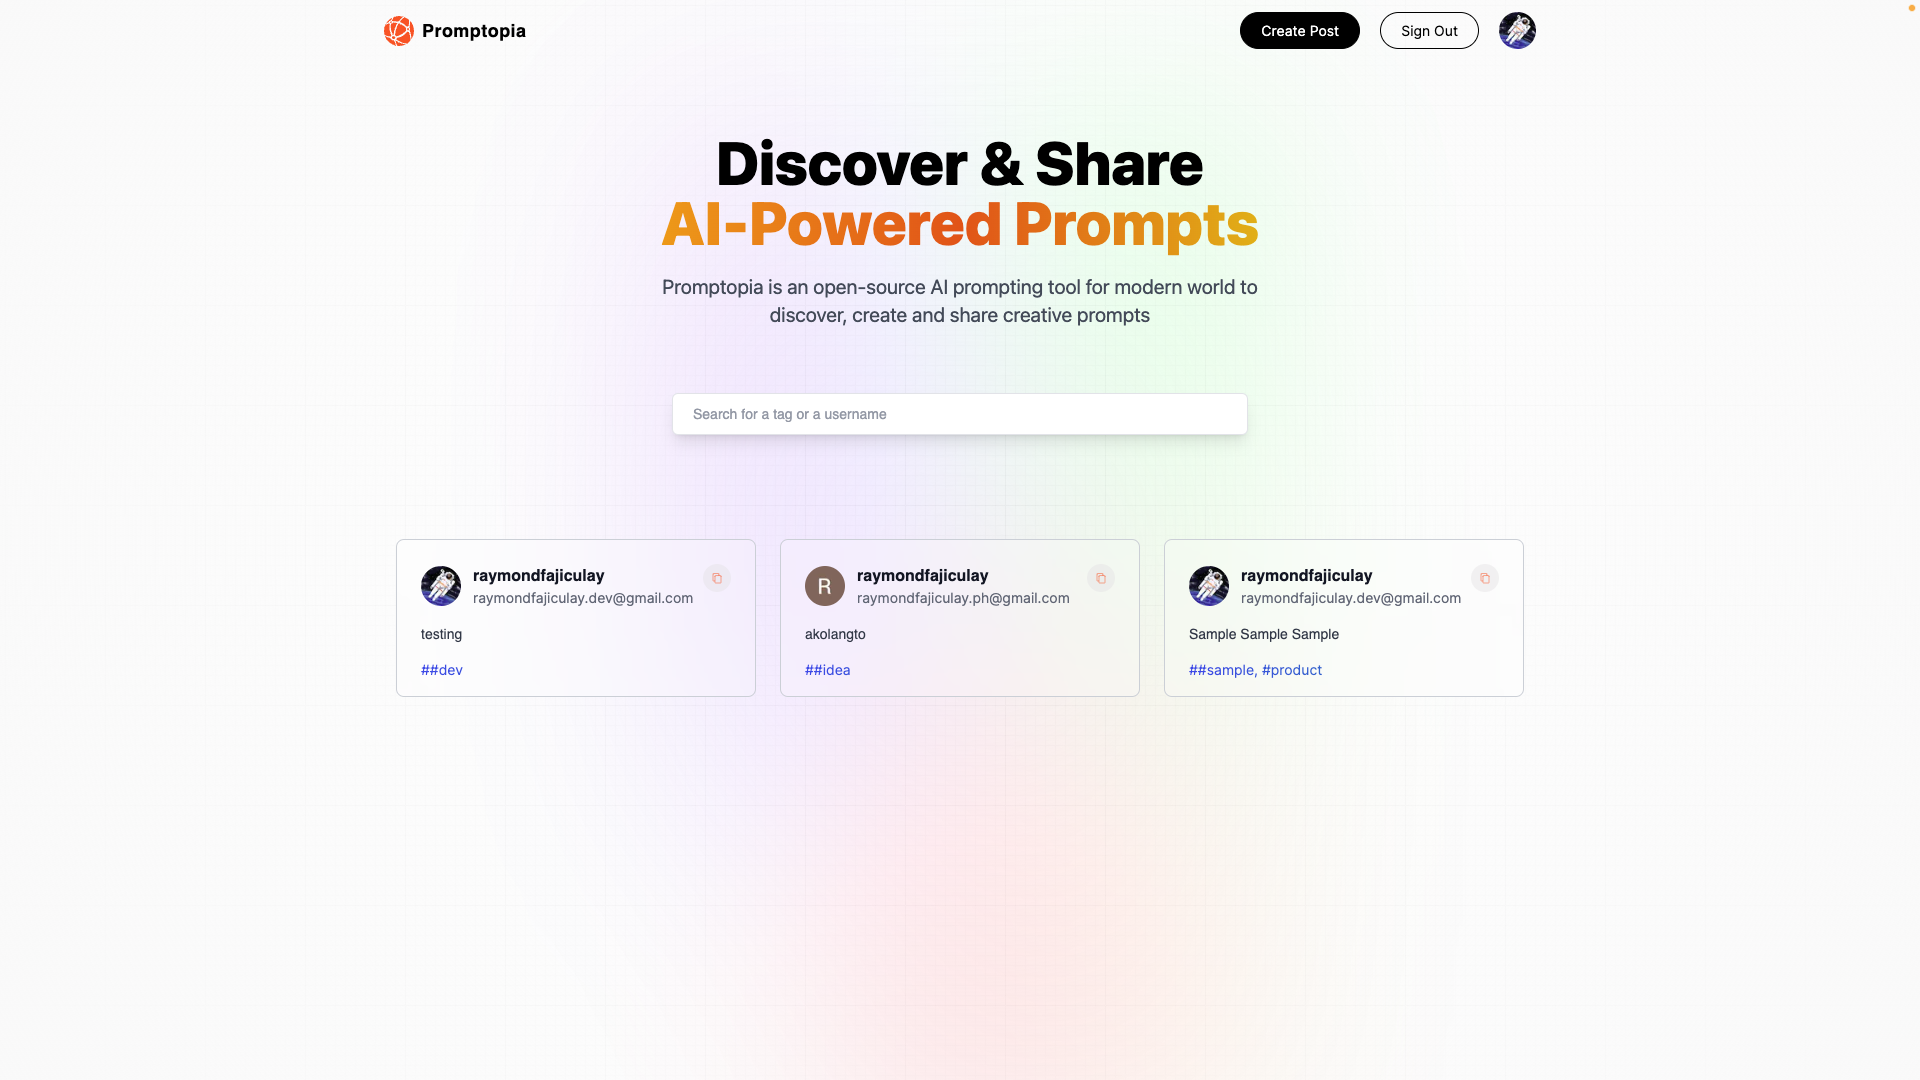 Promptopia
Create Post
Sign Out
Discover & Share
AI-Powered Prompts
Promptopia is an open-source AI prompting tool for modern world to
discover, create and share creative prompts
Search for a tag or a username
raymondfajiculay
raymondfajiculay.dev@gmail.com
testing
##dev
R
raymondfajiculay
raymondfajiculay.ph@gmail.com
akolangto
##idea
raymondfajiculay
raymondfajiculay.dev@gmail.com
Sample Sample Sample
##sample, #product